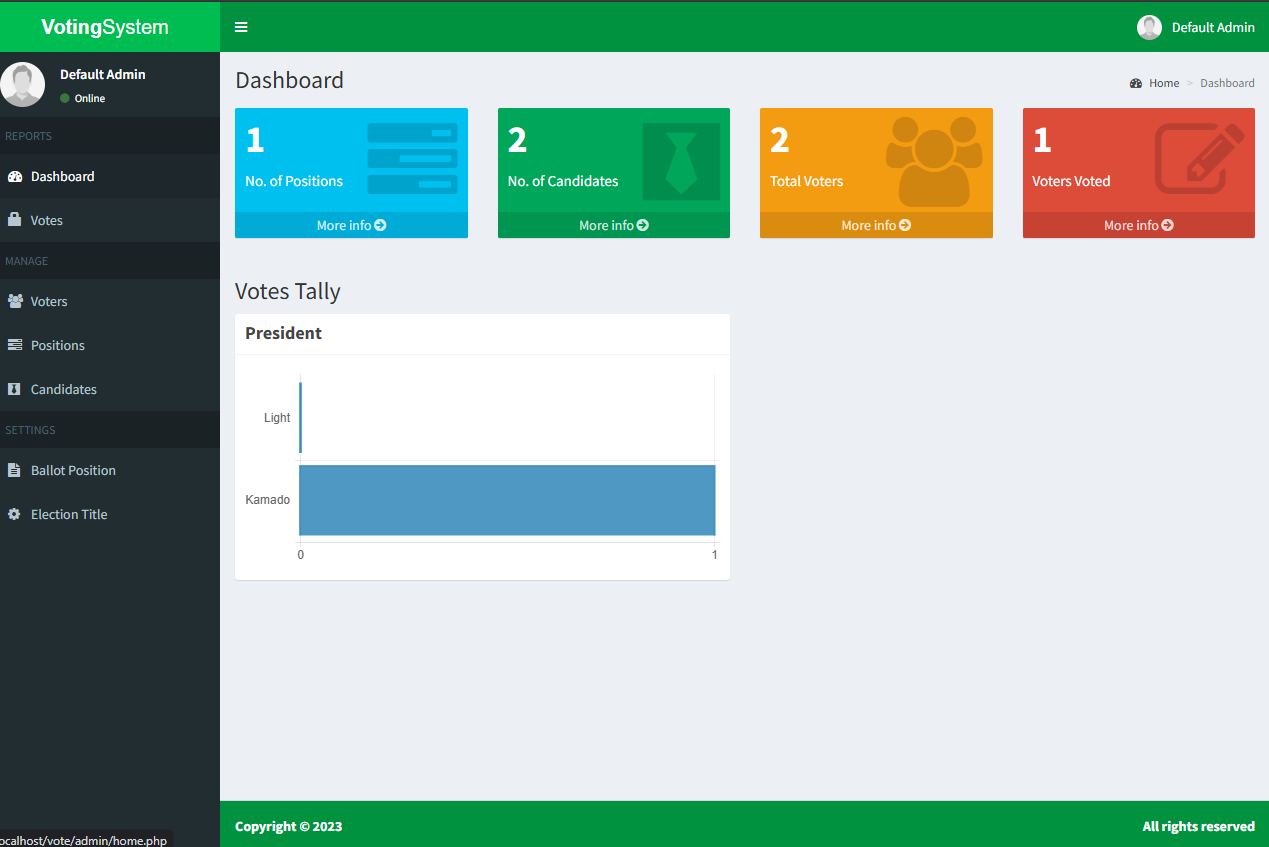 VotingSystem
Default Admin
Default Admin
Online
REPORTS
Dashboard
Votes
MANAGE
Voters
Positions
Candidates
SETTINGS
Ballot Position
Election Title
Dashboard
Home > Dashboard
1
No. of Positions
More info
2
No. of Candidates
More info
2
Total Voters
More info
1
Voters Voted
More info
Votes Tally
President
Light
Kamado
0 1
Copyright © 2023
All rights reserved
ocalhost/vote/admin/home.php